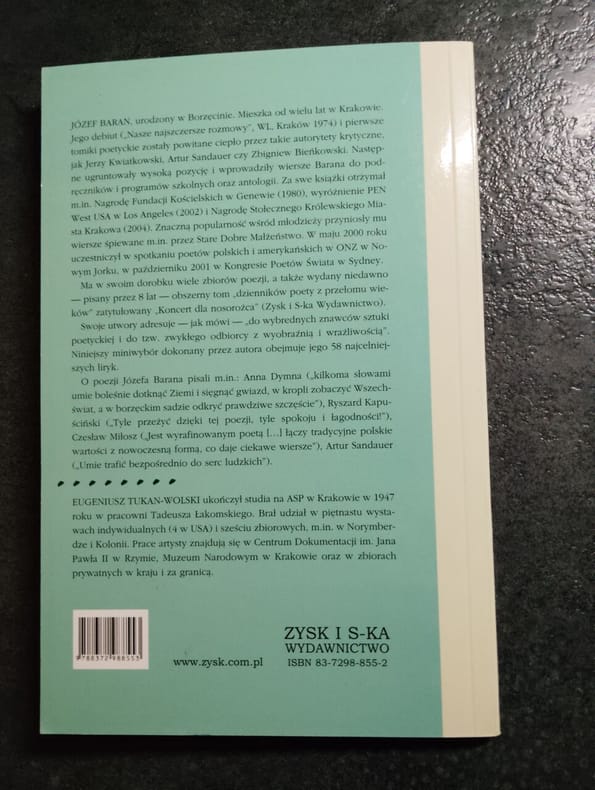 JÓZEF BARAN, urodzony w Borzęcinie. Mieszka od wielu lat w Krakowie.
Jego debiut („Nasze najszczersze rozmowy", WL, Kraków 1974) i pierwsze
tomiki poetyckie zostały powitane ciepło przez takie autorytety krytyczne,
jak Jerzy Kwiatkowski, Artur Sandauer czy Zbigniew Bieńkowski. Następ-
ne ugruntowały wysoką pozycję i wprowadziły wiersze Barana do pod-
ręczników i programów szkolnych oraz antologii. Za swe książki otrzymał
m.in. Nagrodę Fundacji Kościelskich w Genewie (1980), wyróżnienie PEN
West USA w Los Angeles (2002) i Nagrodę Stołecznego Królewskiego Mia-
sta Krakowa (2004). Znaczną popularność wśród młodzieży przyniosły mu
wiersze śpiewane m.in. przez Stare Dobre Małżeństwo. W maju 2000 roku
uczestniczył w spotkaniu poetów polskich i amerykańskich w ONZ w No-
wym Jorku, w październiku 2001 w Kongresie Poetów Świata w Sydney.
Ma w swoim dorobku wiele zbiorów poezji, a także wydany niedawno
— pisany przez 8 lat — obszerny tom „dzienników poety z przełomu wie-
ków" zatytułowany „Koncert dla nosorożca" (Zysk i S-ka Wydawnictwo).
Swoje utwory adresuje — jak mówi — „do wybrednych znawców sztuki
poetyckiej i do tzw. zwykłego odbiorcy z wyobraźnią i wrażliwością".
Niniejszy miniwybór dokonany przez autora obejmuje jego 58 najcelniej-
szych liryk.
O poezji Józefa Barana pisali m.in.: Anna Dymna („kilkoma słowami
umie boleśnie dotknąć Ziemi i sięgnąć gwiazd, w kropli zobaczyć Wszech-
świat, a w borzęckim sadzie odkryć prawdziwe szczęście"), Ryszard Kapu-
ściński („Tyle przeżyć dzięki tej poezji, tyle spokoju i łagodności!"),
Czesław Miłosz („Jest wyrafinowanym poetą [...] łączy tradycyjne polskie
wartości z nowoczesną formą, co daje ciekawe wiersze"), Artur Sandauer
(„Umie trafić bezpośrednio do serc ludzkich").
EUGENIUSZ TUKAN-WOLSKI ukończył studia na ASP w Krakowie w 1947
roku w pracowni Tadeusza Łakomskiego. Brał udział w piętnastu wysta-
wach indywidualnych (4 w USA) i sześciu zbiorowych, m.in. w Norymber-
dze i Kolonii. Prace artysty znajdują się w Centrum Dokumentacji im. Jana
Pawła II w Rzymie, Muzeum Narodowym w Krakowie oraz w zbiorach
prywatnych w kraju i za granicą.
ZYSK I S-KA
WYDAWNICTWO
www.zysk.com.pl ISBN 83-7298-855-2
9788372988553